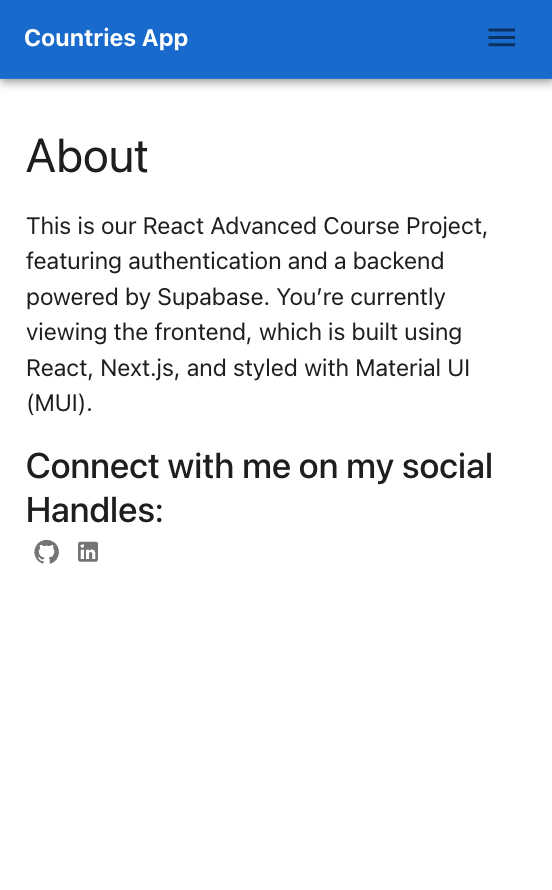 Countries App
About
This is our React Advanced Course Project,
featuring authentication and a backend
powered by Supabase. You’re currently
viewing the frontend, which is built using
React, Next.js, and styled with Material UI
(MUI).
Connect with me on my social
Handles: